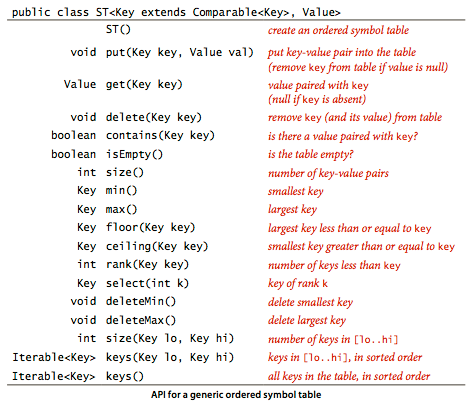 public class ST<Key extends Comparable<Key>, Value>
ST() create an ordered symbol table
void put(Key key, Value val) put key-value pair into the table
(remove key from table if value is null)
Value get(Key key) value paired with key
(null if key is absent)
void delete(Key key) remove key (and its value) from table
boolean contains(Key key) is there a value paired with key?
boolean isEmpty() is the table empty?
int size() number of key-value pairs
Key min() smallest key
Key max() largest key
Key floor(Key key) largest key less than or equal to key
Key ceiling(Key key) smallest key greater than or equal to key
int rank(Key key) number of keys less than key
Key select(int k) key of rank k
void deleteMin() delete smallest key
void deleteMax() delete largest key
int size(Key lo, Key hi) number of keys in [lo..hi]
Iterable<Key> keys(Key lo, Key hi) keys in [lo..hi], in sorted order
Iterable<Key> keys() all keys in the table, in sorted order
API for a generic ordered symbol table